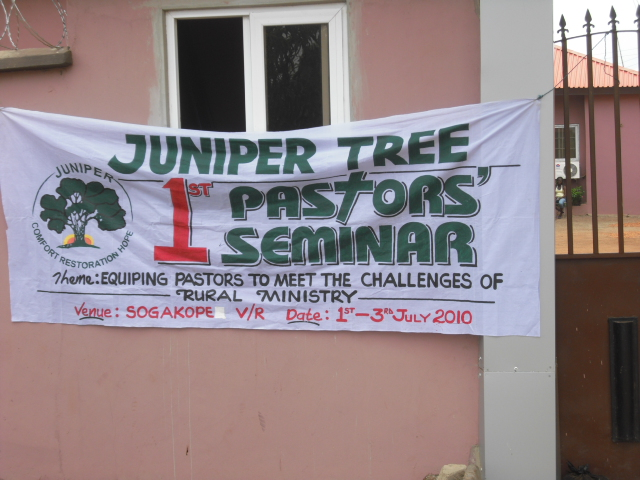 JUNIPER TREE
1ST PASTORS'
SEMINAR
JUNIPER
COMFORT RESTORATION HOPE
Theme: EQUIPING PASTORS TO MEET THE CHALLENGES OF
RURAL MINISTRY
Venue: SOGAKOPE V/R Date: 1ST-3RD JULY 2010